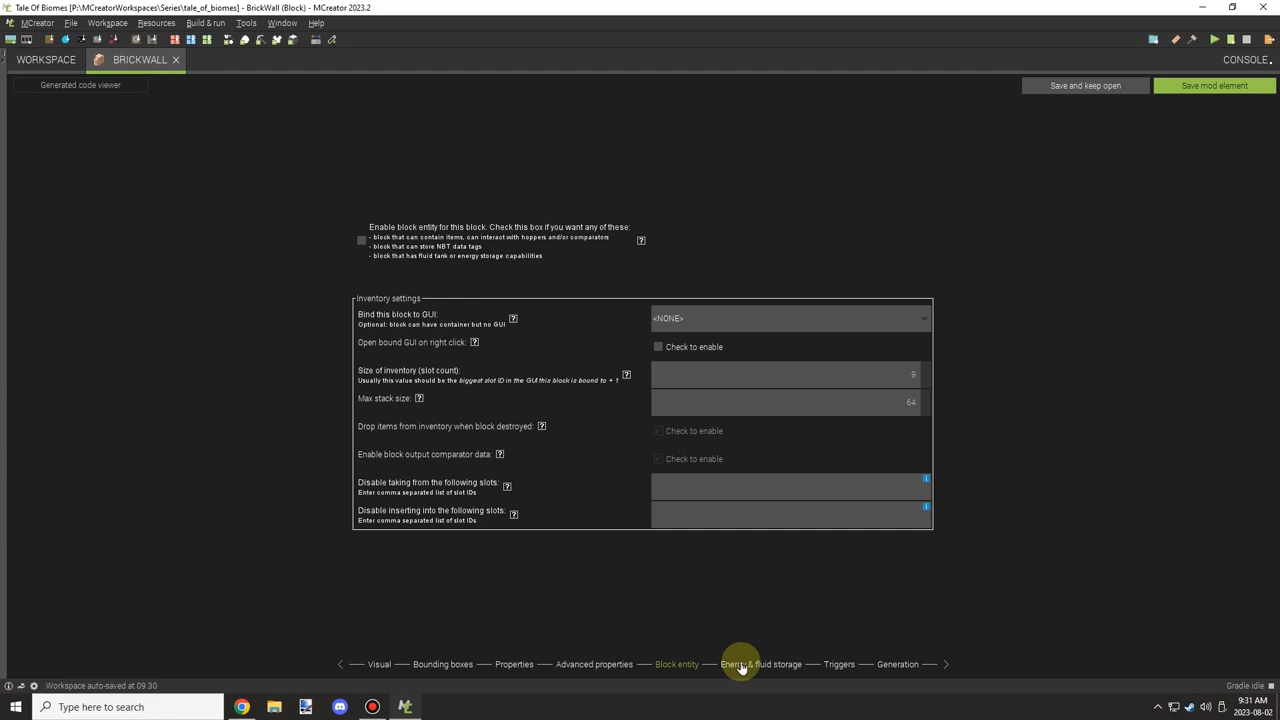 Tale Of Biomes [P:\MCreatorWorkspaces\Series\tale_of_biomes] - BrickWall (Block) - MCreator 2023.2
MCreator File Workspace Resources Build & run Tools Window Help
WORKSPACE BRICKWALL CONSOLE
Generated code viewer Save and keep open Save mod element
Enable block entity for this block. Check this box if you want any of these:
- block that can contain items, can interact with hoppers and/or comparators
- block that can store NBT data tags
- block that has fluid tank or energy storage capabilities
Inventory settings
Bind this block to GUI: <NONE>
Optional: block can have container but no GUI
Open bound GUI on right click: Check to enable
Size of inventory (slot count): 9
Usually this value should be the biggest slot ID in the GUI this block is bound to + 1
Max stack size: 64
Drop items from inventory when block destroyed: Check to enable
Enable block output comparator data: Check to enable
Disable taking from the following slots:
Enter comma separated list of slot IDs
Disable inserting into the following slots:
Enter comma separated list of slot IDs
Visual Bounding boxes Properties Advanced properties Block entity Energy & fluid storage Triggers Generation
Workspace auto-saved at 09:30 Gradle idle
Type here to search
9:31 AM
2023-08-02